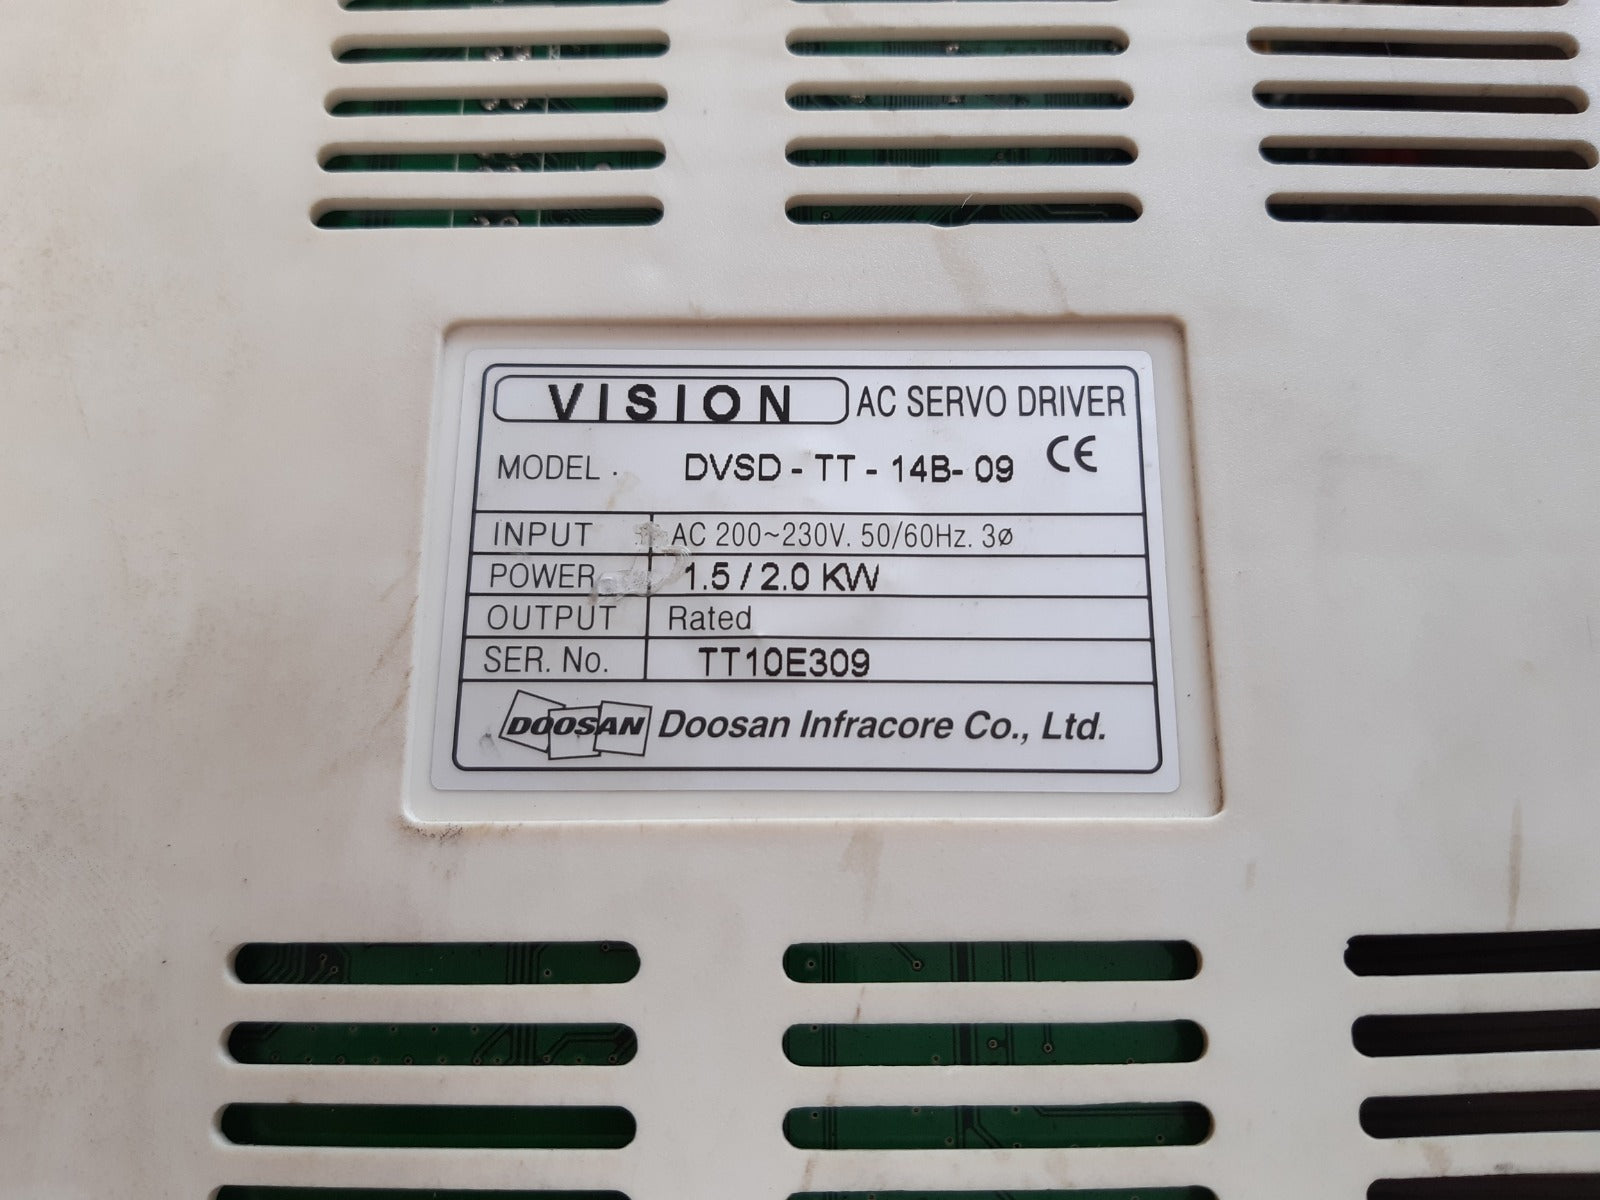 VISION AC SERVO DRIVER
MODEL . DVSD - TT - 14B- 09 CE
INPUT AC 200~230V. 50/60Hz. 3ø
POWER 1.5 / 2.0 KW
OUTPUT Rated
SER. No. TT10E309
DOOSAN Doosan Infracore Co., Ltd.